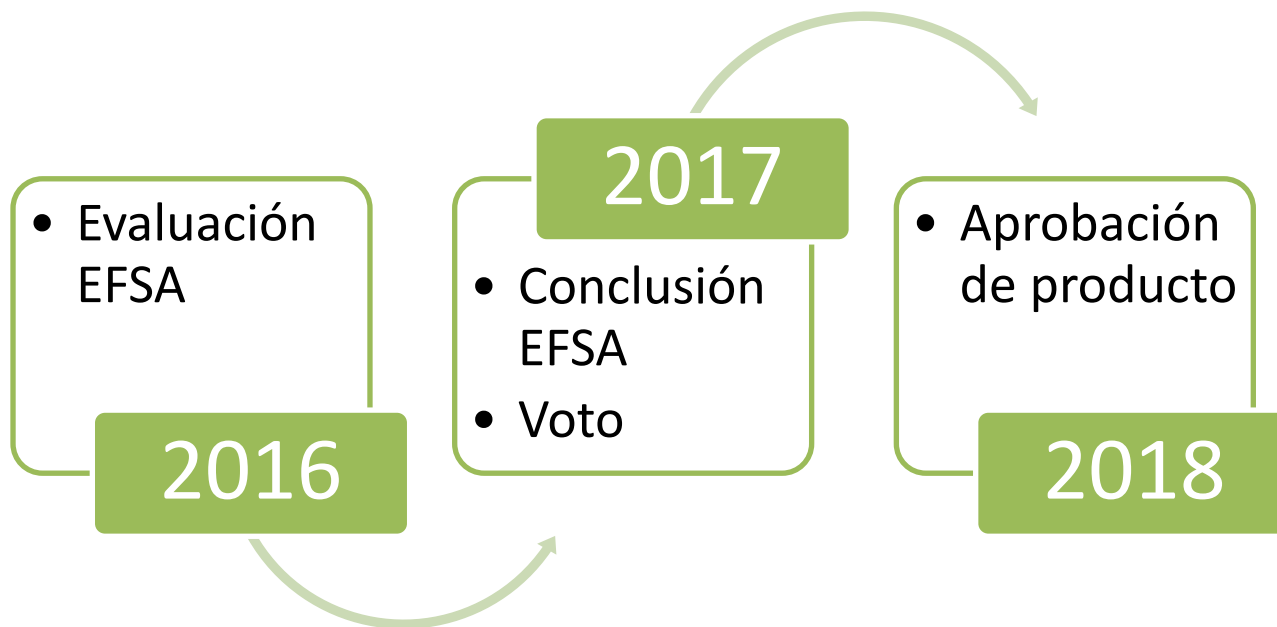 • Evaluación
EFSA
2016
2017
• Conclusión
EFSA
• Voto
• Aprobación
de producto
2018